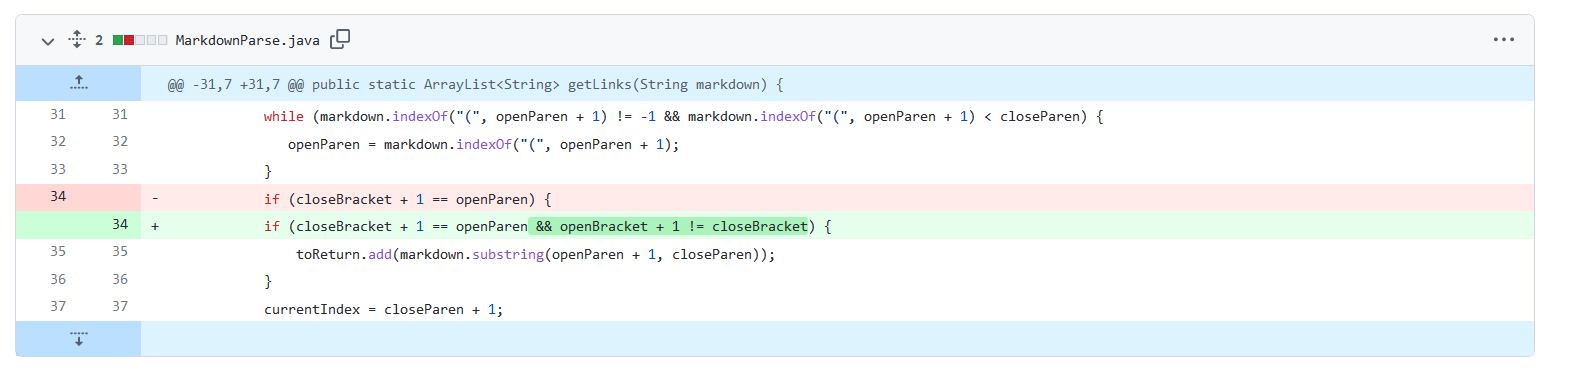 2 MarkdownParse.java
@@ -31,7 +31,7 @@ public static ArrayList<String> getLinks(String markdown) {
31 31 while (markdown.indexOf("(", openParen + 1) != -1 && markdown.indexOf("(", openParen + 1) < closeParen) {
32 32 openParen = markdown.indexOf("(", openParen + 1);
33 33 }
34 - if (closeBracket + 1 == openParen) {
34 + if (closeBracket + 1 == openParen && openBracket + 1 != closeBracket) {
35 35 toReturn.add(markdown.substring(openParen + 1, closeParen));
36 36 }
37 37 currentIndex = closeParen + 1;